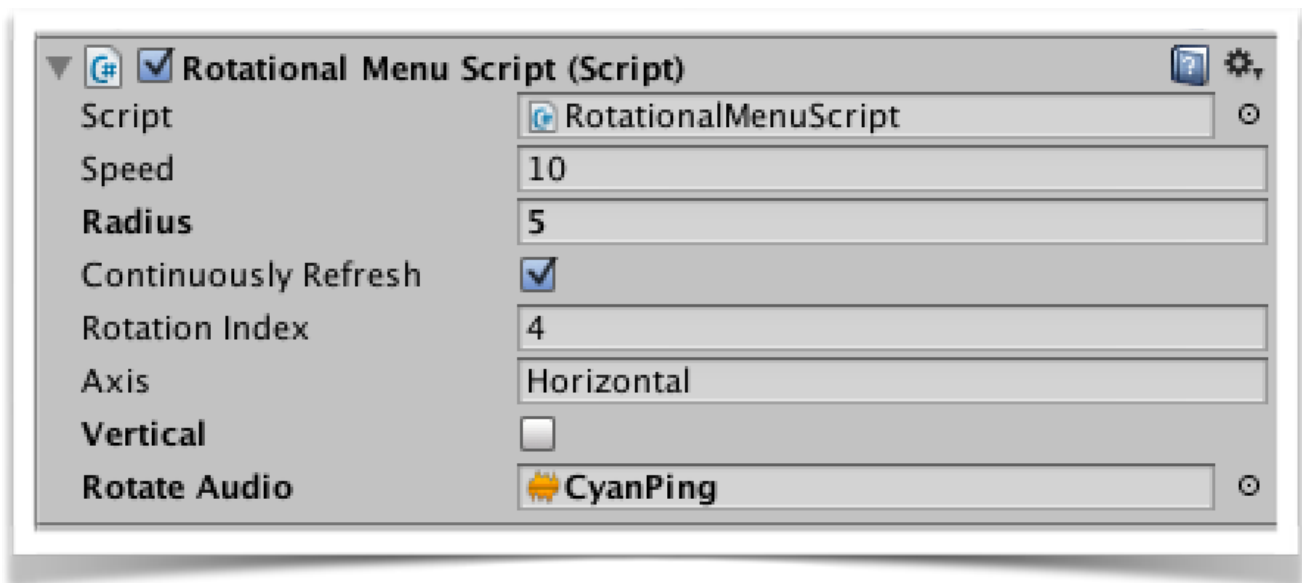 Rotational Menu Script (Script)
Script RotationalMenuScript
Speed 10
Radius 5
Continuously Refresh
Rotation Index 4
Axis Horizontal
Vertical
Rotate Audio CyanPing